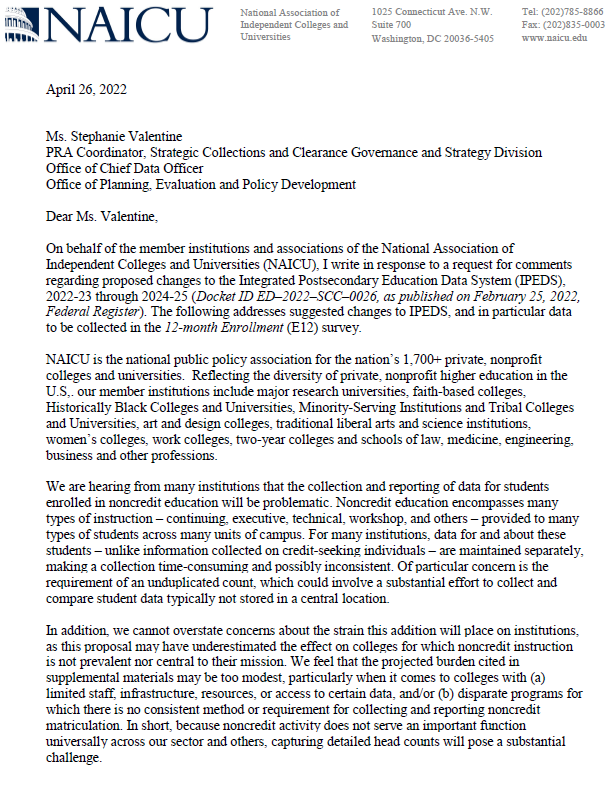 NAICU
National Association of
Independent Colleges and
Universities
1025 Connecticut Ave. N.W.
Suite 700
Washington, DC 20036-5405
Tel: (202)785-8866
Fax: (202)835-0003
www.naicu.edu
April 26, 2022
Ms. Stephanie Valentine
PRA Coordinator, Strategic Collections and Clearance Governance and Strategy Division
Office of Chief Data Officer
Office of Planning, Evaluation and Policy Development
Dear Ms. Valentine,
On behalf of the member institutions and associations of the National Association of
Independent Colleges and Universities (NAICU), I write in response to a request for comments
regarding proposed changes to the Integrated Postsecondary Education Data System (IPEDS),
2022-23 through 2024-25 (Docket ID ED–2022–SCC–0026, as published on February 25, 2022,
Federal Register). The following addresses suggested changes to IPEDS, and in particular data
to be collected in the 12-month Enrollment (E12) survey.
NAICU is the national public policy association for the nation's 1,700+ private, nonprofit
colleges and universities. Reflecting the diversity of private, nonprofit higher education in the
U.S,. our member institutions include major research universities, faith-based colleges,
Historically Black Colleges and Universities, Minority-Serving Institutions and Tribal Colleges
and Universities, art and design colleges, traditional liberal arts and science institutions,
women's colleges, work colleges, two-year colleges and schools of law, medicine, engineering,
business and other professions.
We are hearing from many institutions that the collection and reporting of data for students
enrolled in noncredit education will be problematic. Noncredit education encompasses many
types of instruction – continuing, executive, technical, workshop, and others – provided to many
types of students across many units of campus. For many institutions, data for and about these
students – unlike information collected on credit-seeking individuals – are maintained separately,
making a collection time-consuming and possibly inconsistent. Of particular concern is the
requirement of an unduplicated count, which could involve a substantial effort to collect and
compare student data typically not stored in a central location.
In addition, we cannot overstate concerns about the strain this addition will place on institutions,
as this proposal may have underestimated the effect on colleges for which noncredit instruction
is not prevalent nor central to their mission. We feel that the projected burden cited in
supplemental materials may be too modest, particularly when it comes to colleges with (a)
limited staff, infrastructure, resources, or access to certain data, and/or (b) disparate programs for
which there is no consistent method or requirement for collecting and reporting noncredit
matriculation. In short, because noncredit activity does not serve an important function
universally across our sector and others, capturing detailed head counts will pose a substantial
challenge.